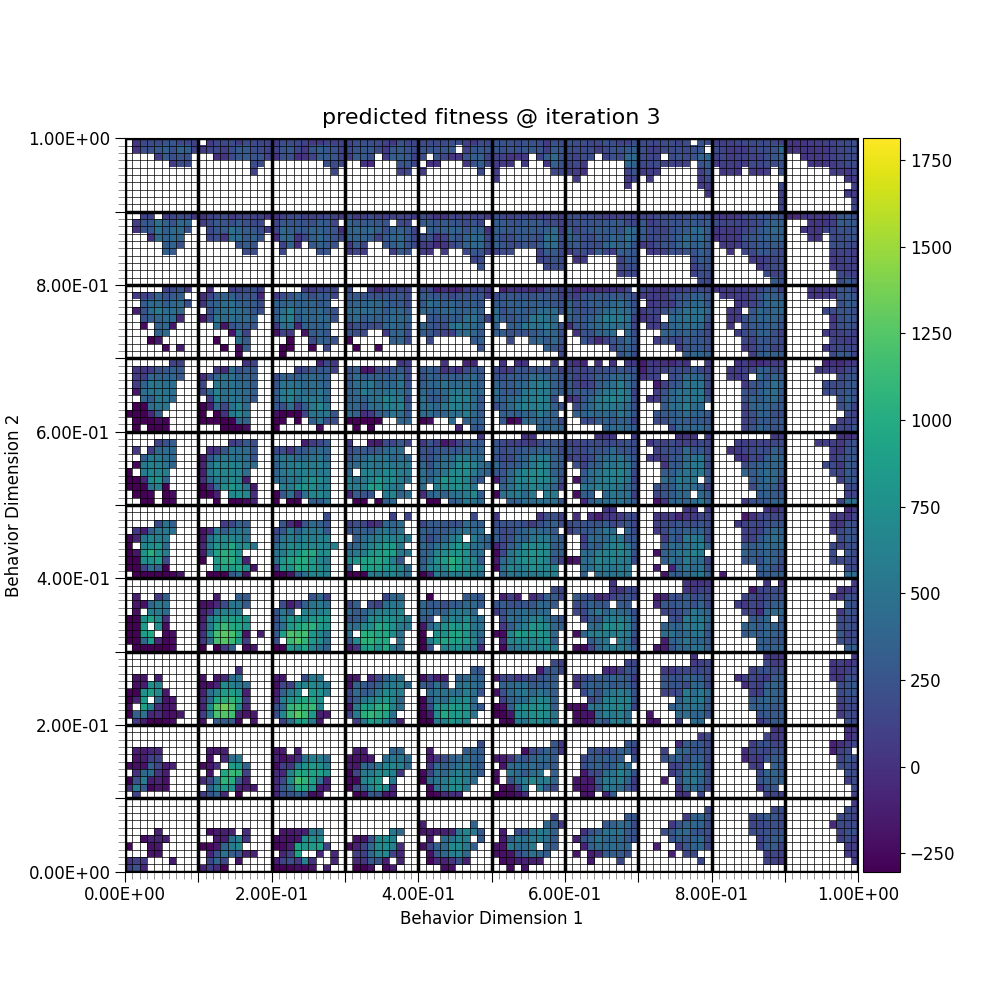 predicted fitness @ iteration 3
1.00E+00
8.00E-01
6.00E-01
4.00E-01
2.00E-01
0.00E+00
Behavior Dimension 2
0.00E+00 2.00E-01 4.00E-01 6.00E-01 8.00E-01 1.00E+00
Behavior Dimension 1
1750
1500
1250
1000
750
500
250
0
−250